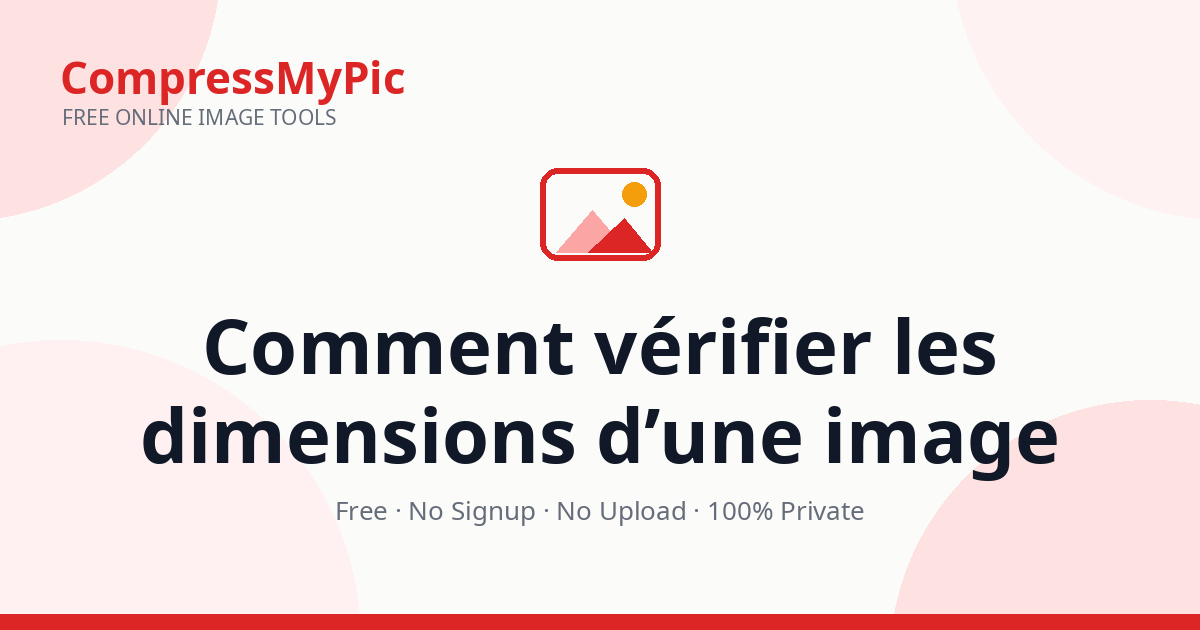 CompressMyPic
FREE ONLINE IMAGE TOOLS
Comment vérifier les
dimensions d’une image
Free · No Signup · No Upload · 100% Private